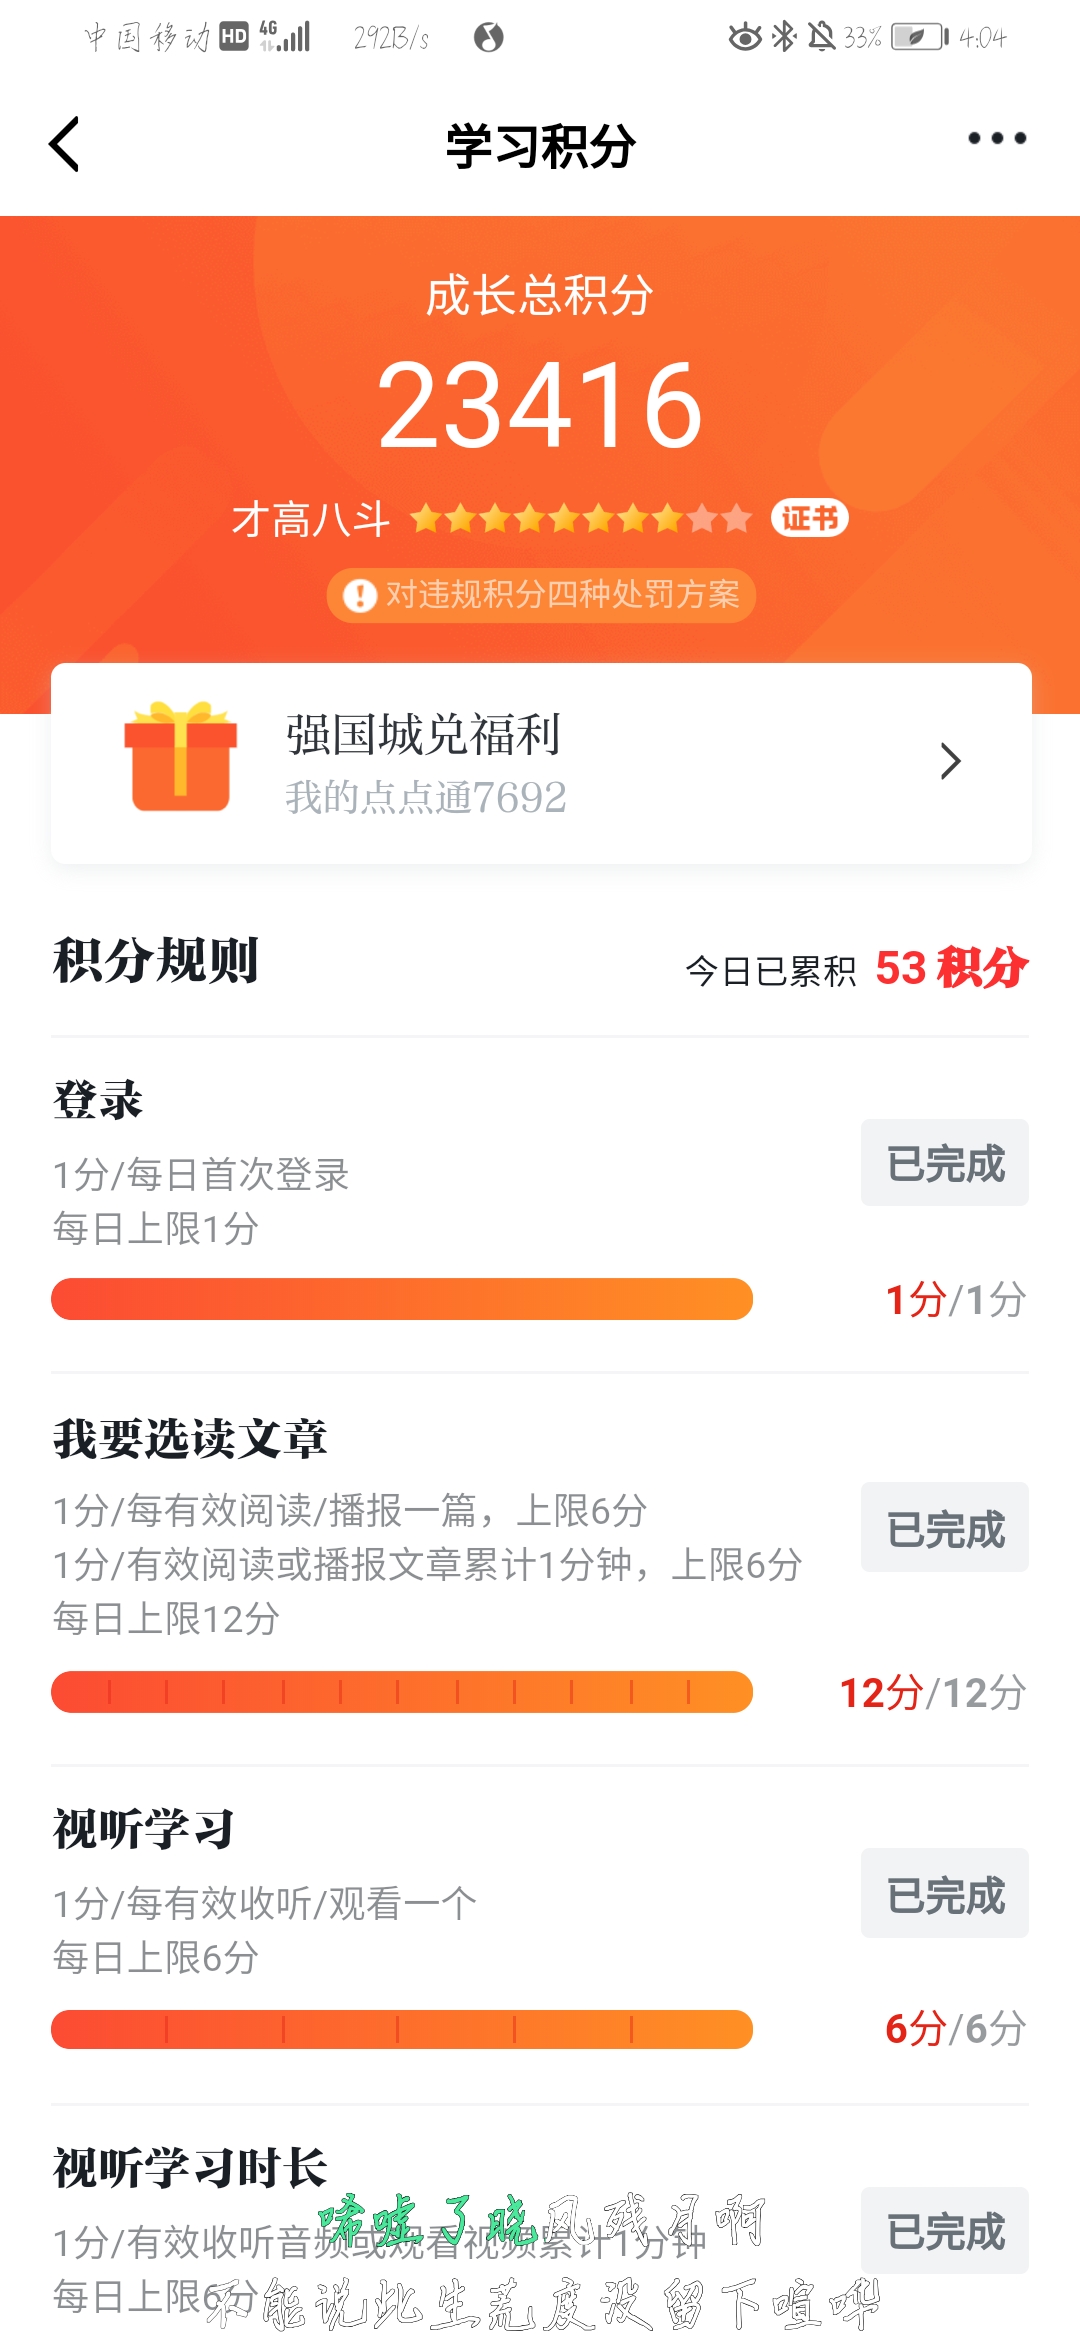 中国移动 HD 4G 292B/s 33% 4:04
学习积分
成长总积分
23416
才高八斗 证书
对违规积分四种处罚方案
强国城兑福利
我的点点通7692
积分规则 今日已累积 53 积分
登录
已完成
1分/每日首次登录
每日上限1分
1分/1分
我要选读文章
1分/每有效阅读/播报一篇，上限6分
已完成
1分/有效阅读或播报文章累计1分钟，上限6分
每日上限12分
12分/12分
视听学习
已完成
1分/每有效收听/观看一个
每日上限6分
6分/6分
视听学习时长
唏嘘了晓风残月啊
已完成
1分/有效收听音频或观看视频累计1分钟
每日上限6分
不能说此生荒度没留下喧哗